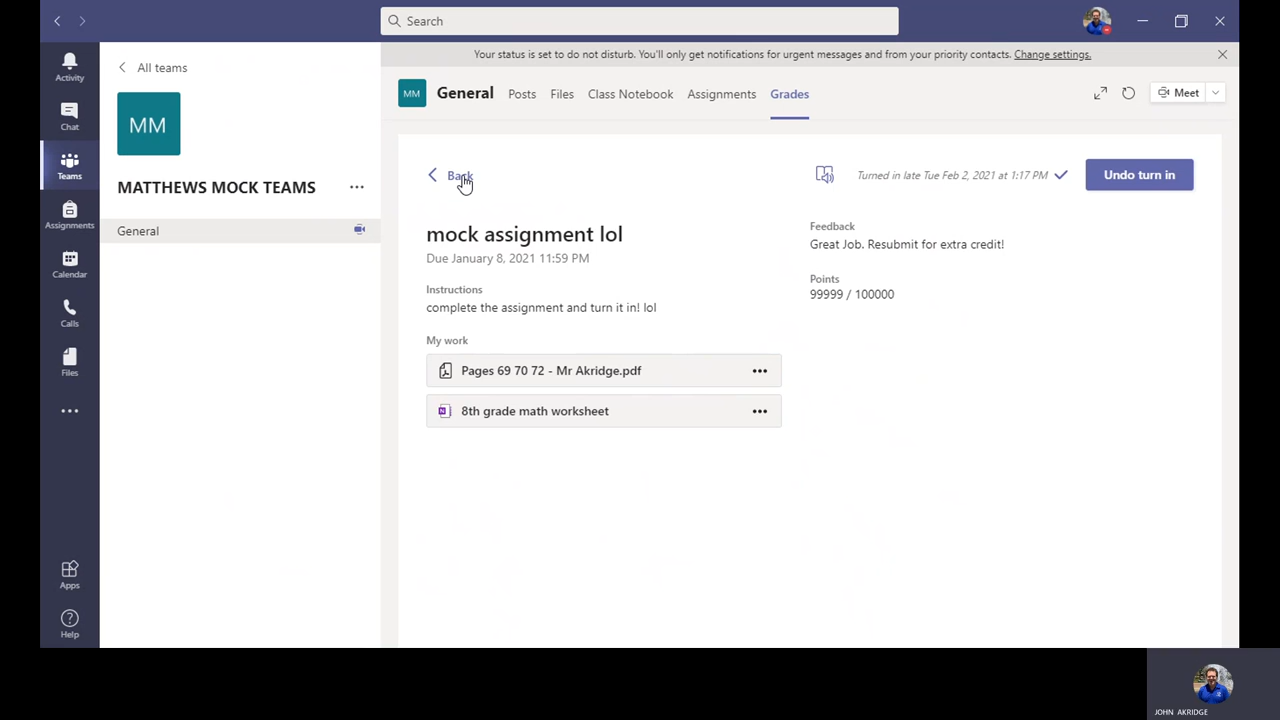 Search
Your status is set to do not disturb. You'll only get notifications for urgent messages and from your priority contacts. Change settings.
Activity
Chat
Teams
Assignments
Calendar
Calls
Files
Apps
Help
All teams
MM
MATTHEWS MOCK TEAMS
General
MM General Posts Files Class Notebook Assignments Grades Meet
Back Turned in late Tue Feb 2, 2021 at 1:17 PM Undo turn in
mock assignment lol
Due January 8, 2021 11:59 PM
Instructions
complete the assignment and turn it in! lol
My work
Pages 69 70 72 - Mr Akridge.pdf
8th grade math worksheet
Feedback
Great Job. Resubmit for extra credit!
Points
99999 / 100000
JOHN AKRIDGE